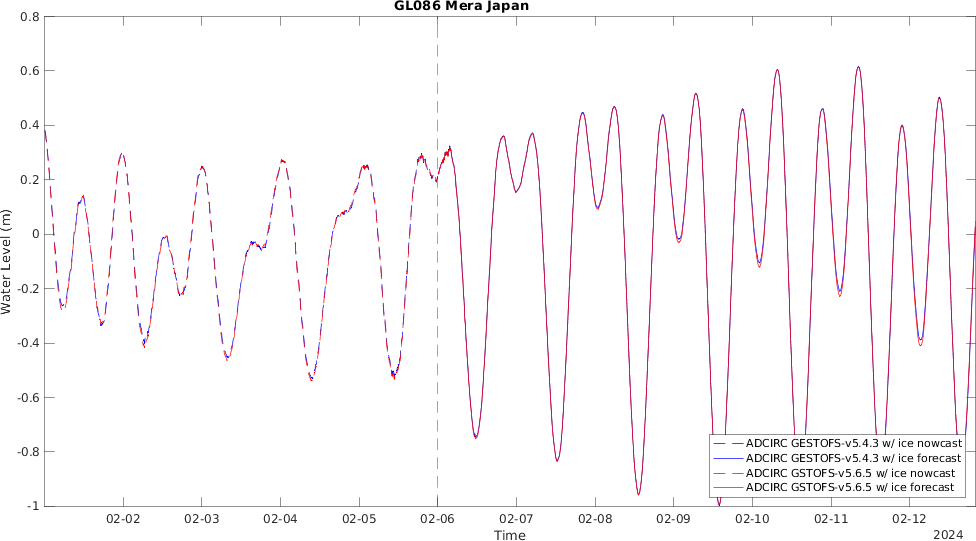 GL086 Mera Japan
0.8
0.6
0.4
0.2
0
-0.2
-0.4
-0.6
-0.8
-1
Water Level (m)
ADCIRC GESTOFS-v5.4.3 w/ ice nowcast
ADCIRC GESTOFS-v5.4.3 w/ ice forecast
ADCIRC GSTOFS-v5.6.5 w/ ice nowcast
ADCIRC GSTOFS-v5.6.5 w/ ice forecast
02-02 02-03 02-04 02-05 02-06 02-07 02-08 02-09 02-10 02-11 02-12
Time
2024